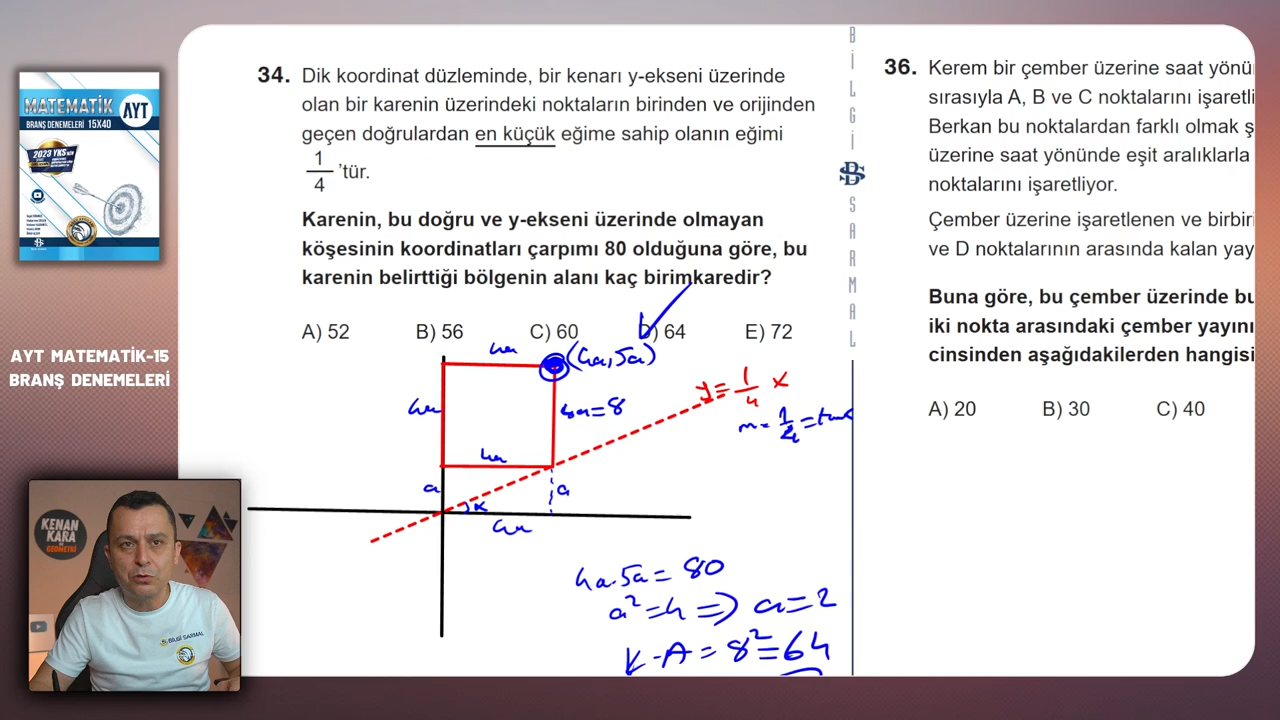 MATEMATİK
AYT
BRANŞ DENEMELERİ 15X40
2023 YKS'NİN
AYT MATEMATİK-15
BRANŞ DENEMELERİ
34. Dik koordinat düzleminde, bir kenarı y-ekseni üzerinde
olan bir karenin üzerindeki noktaların birinden ve orijinden
geçen doğrulardan en küçük eğime sahip olanın eğimi
1/4 'tür.
Karenin, bu doğru ve y-ekseni üzerinde olmayan
köşesinin koordinatları çarpımı 80 olduğuna göre, bu
karenin belirttiği bölgenin alanı kaç birimkaredir?
A) 52 B) 56 C) 60 D) 64 E) 72
4a
(4a, 5a)
y = 1/4 x
4a
4a = 8
m = 1/4 = tanα
4a
a
a
α
4a
4a.5a = 80
a² = 4 => a = 2
K-A = 8² = 64
BİLGİ
SARMAL
36. Kerem bir çember üzerine saat yönü
sırasıyla A, B ve C noktalarını işaretli
Berkan bu noktalardan farklı olmak ş
üzerine saat yönünde eşit aralıklarla
noktalarını işaretliyor.
Çember üzerine işaretlenen ve birbiri
ve D noktalarının arasında kalan yay
Buna göre, bu çember üzerinde bu
iki nokta arasındaki çember yayını
cinsinden aşağıdakilerden hangisi
A) 20 B) 30 C) 40
KENAN
KARA
GEOMETRİ
BİLGİ SARMAL